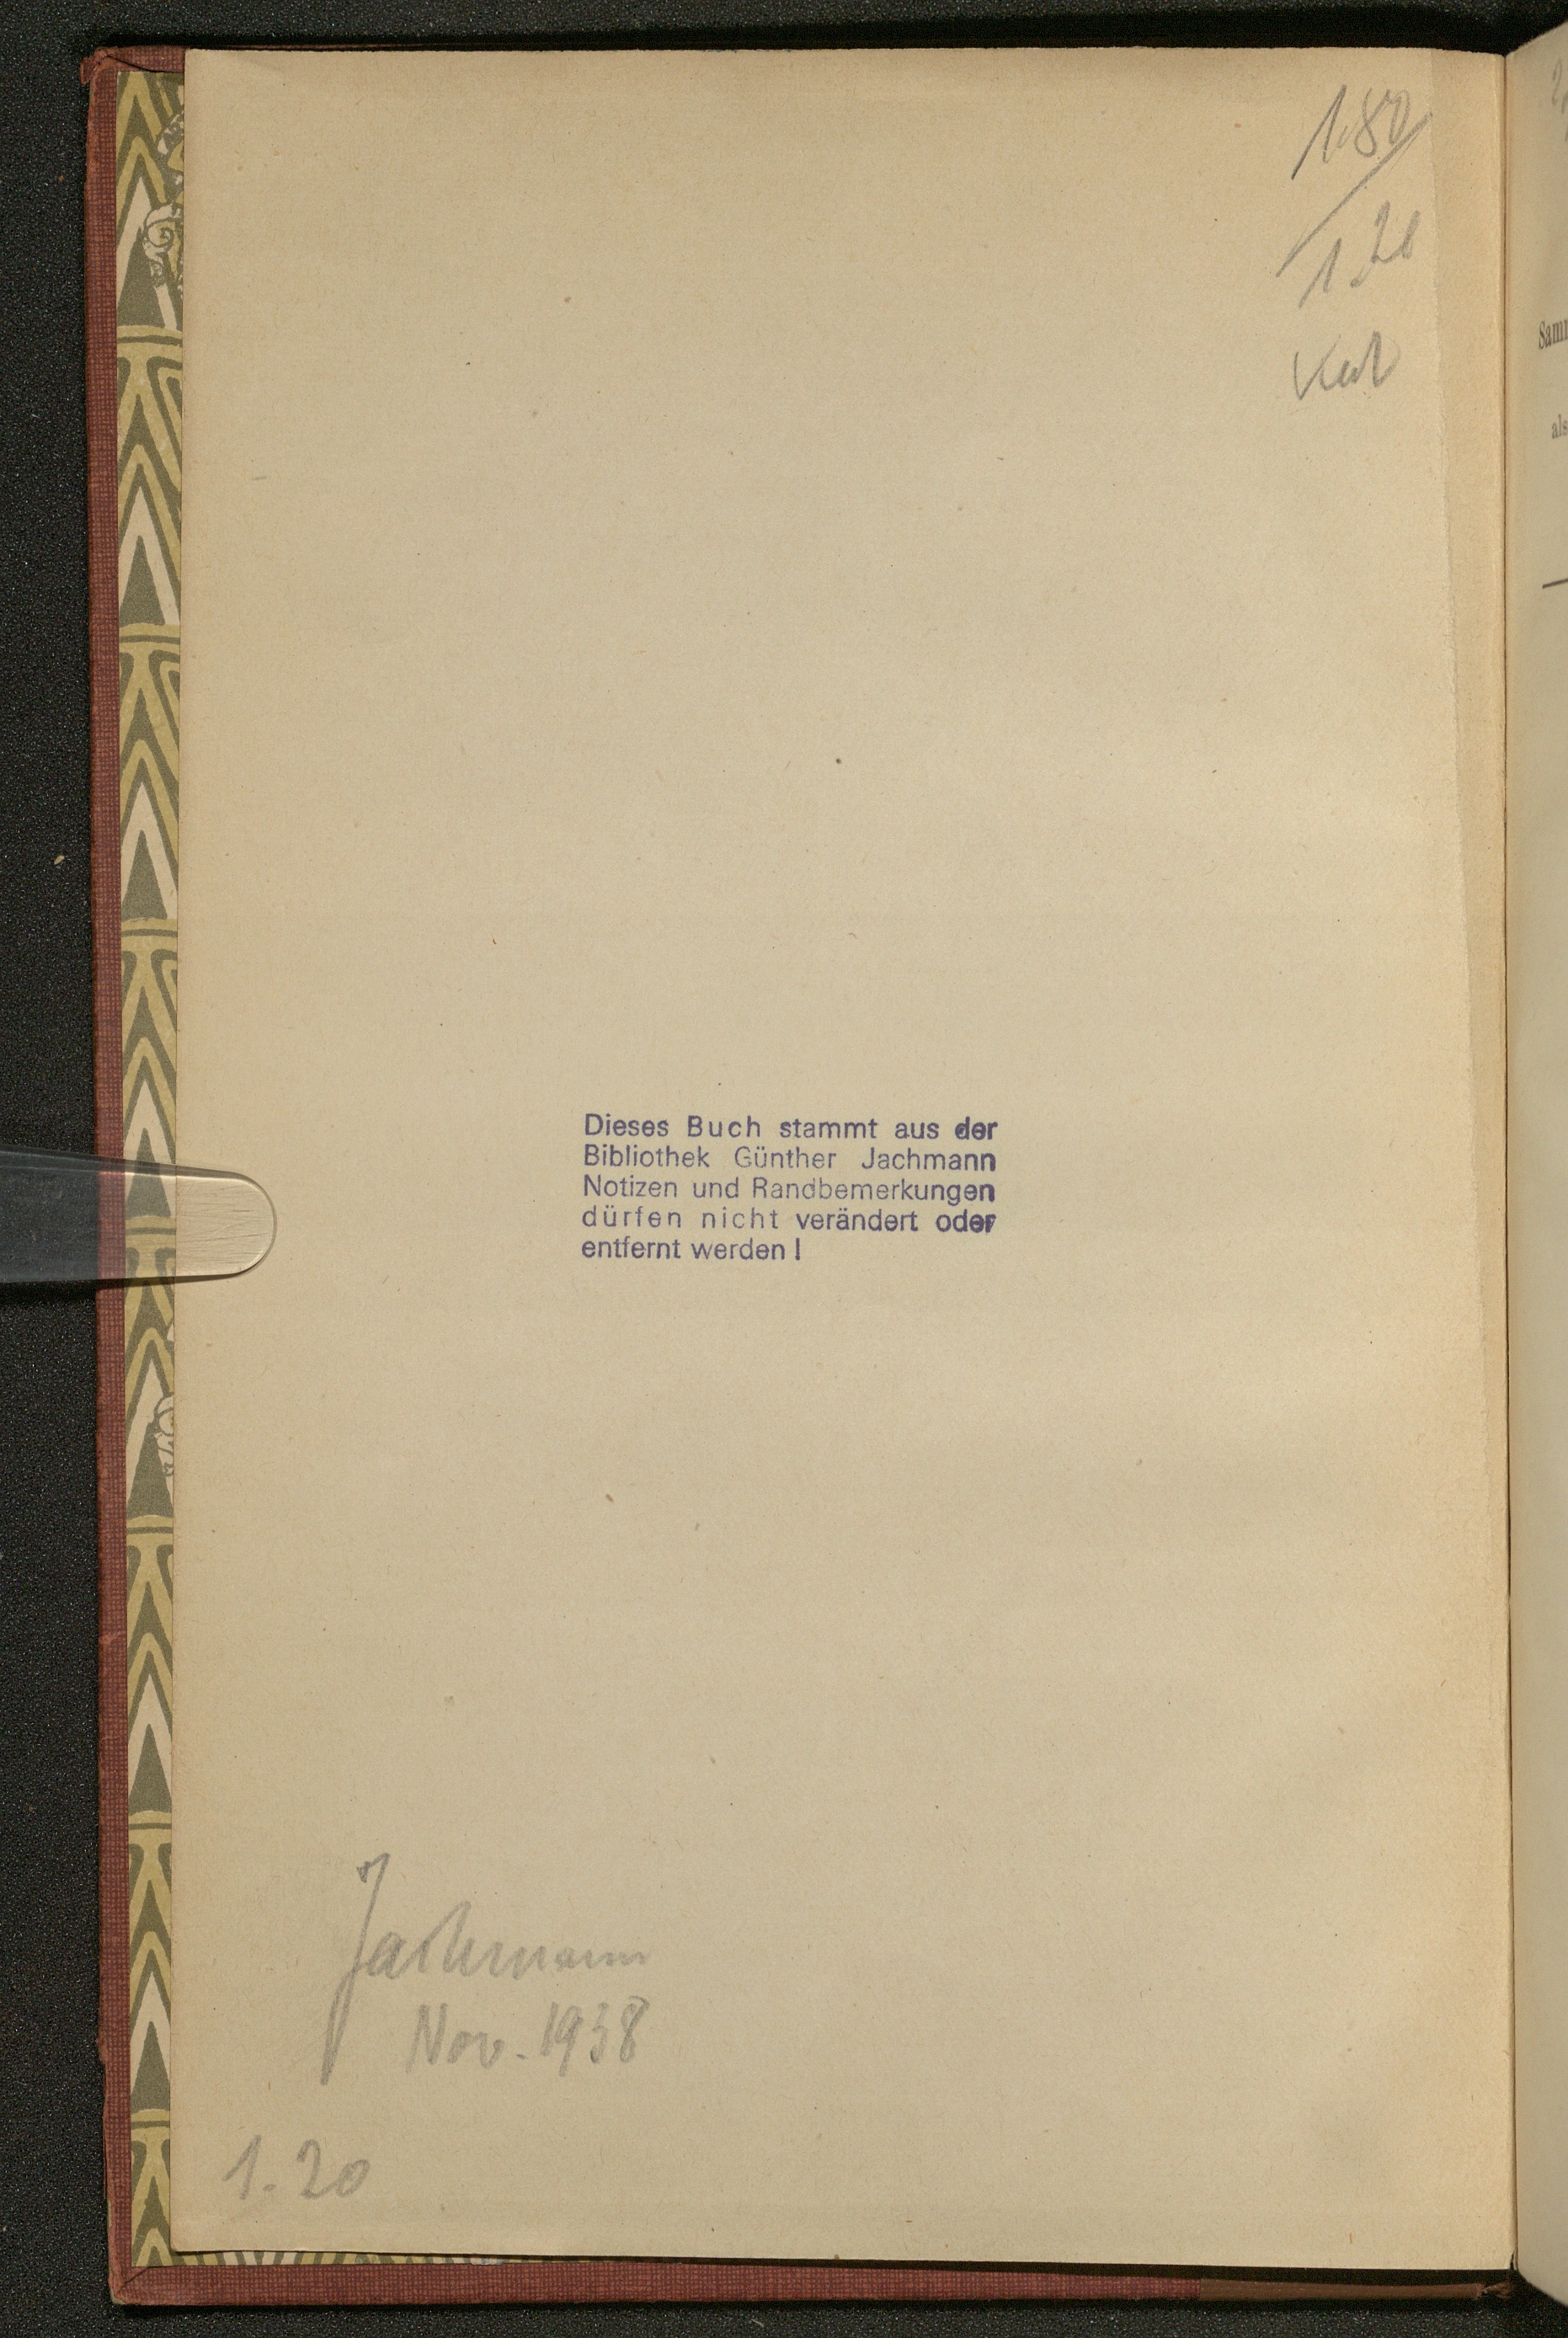 1.80
1.20
Dieses Buch stammt aus der
Bibliothek Günther Jachmann
Notizen und Randbemerkungen
dürfen nicht verändert oder
entfernt werden!
Jachmann
Nov. 1938
1.20